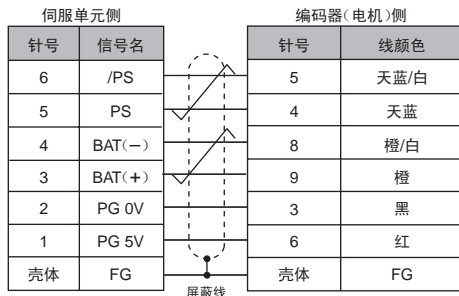 伺服单元侧 编码器(电机)侧
针号 信号名 针号 线颜色
6 /PS 5 天蓝/白
5 PS 4 天蓝
4 BAT(−) 8 橙/白
3 BAT(+) 9 橙
2 PG 0V 3 黑
1 PG 5V 6 红
壳体 FG 壳体 FG
屏蔽线